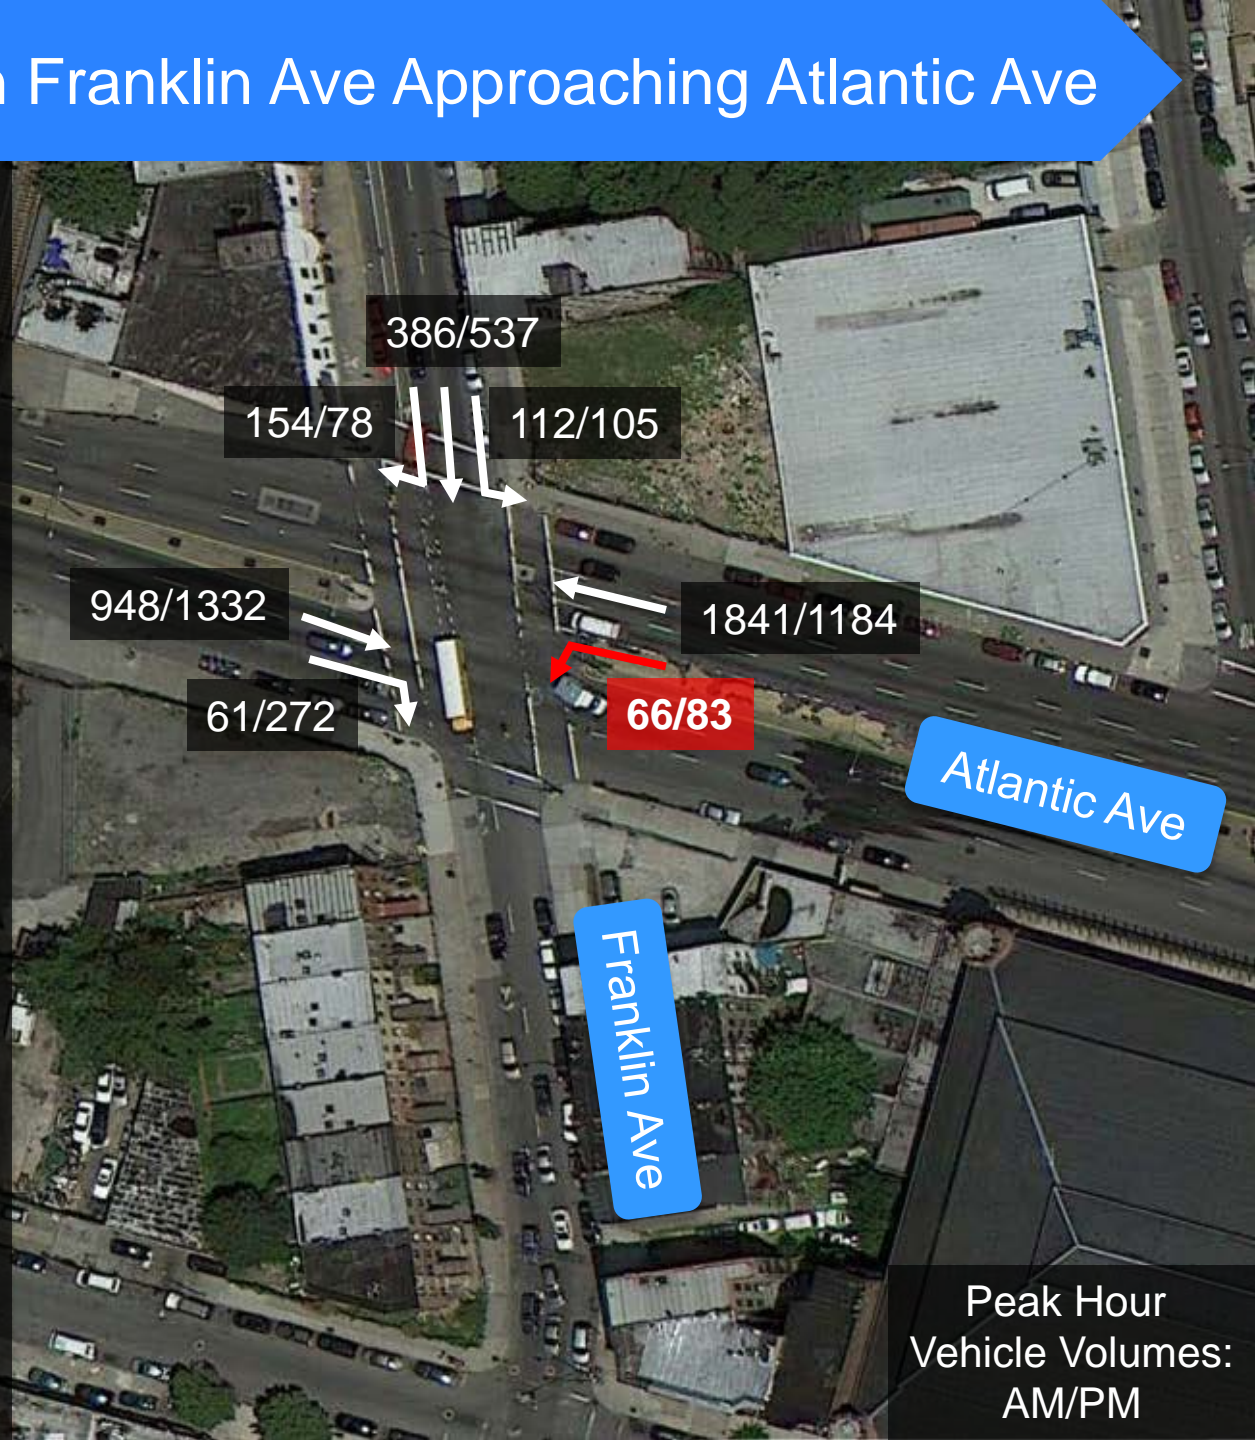 Franklin Ave Approaching Atlantic Ave
386/537
154/78
112/105
948/1332
1841/1184
61/272
66/83
Atlantic Ave
Franklin Ave
Peak Hour
Vehicle Volumes:
AM/PM